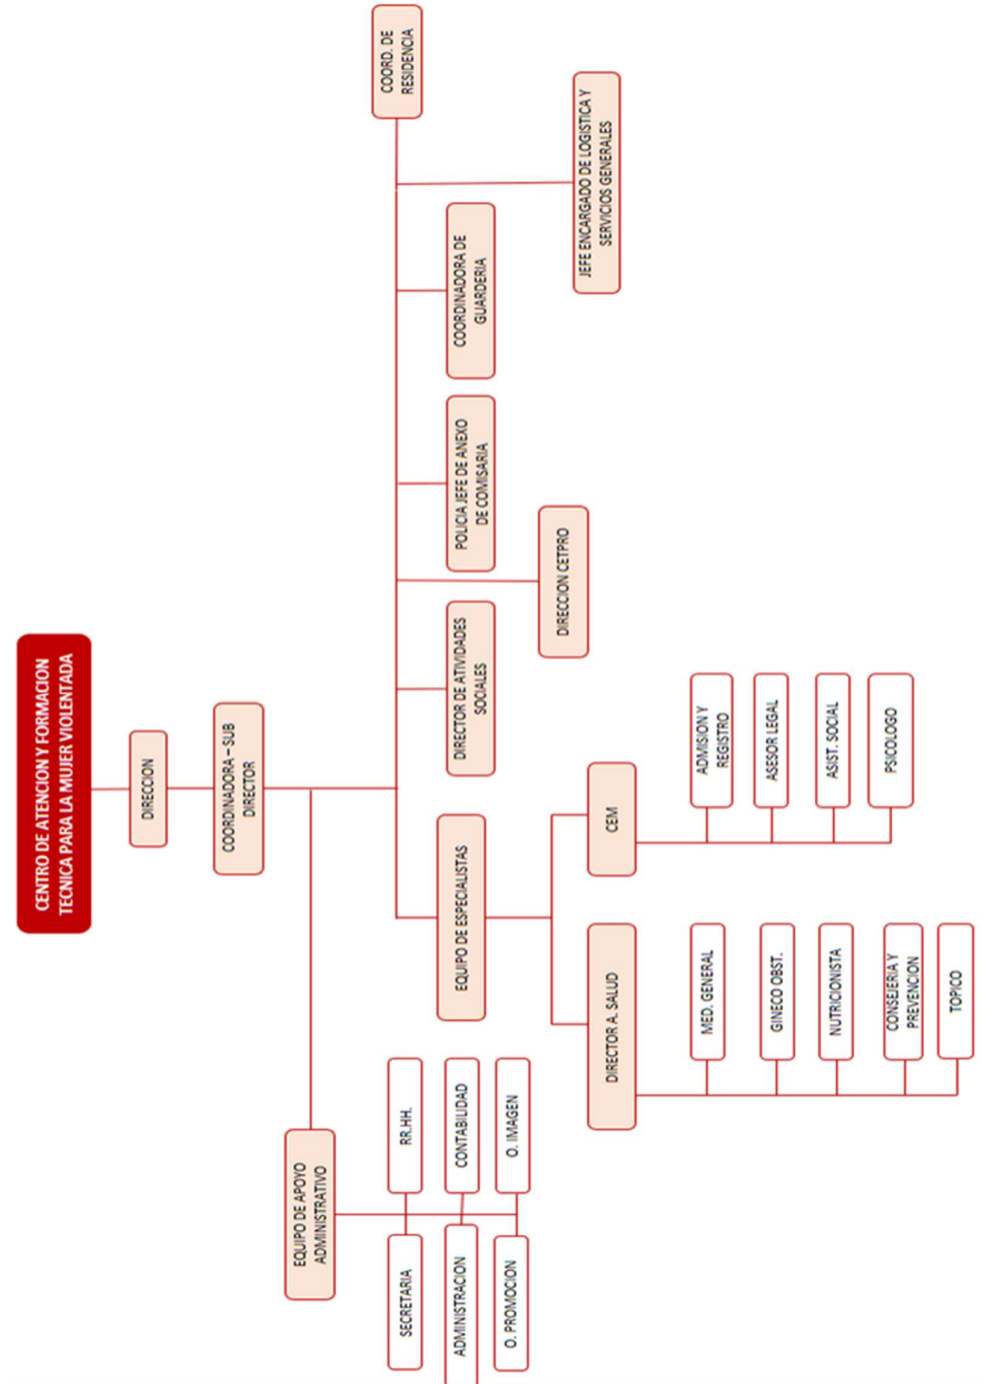 CENTRO DE ATENCION Y FORMACION
TECNICA PARA LA MUJER VIOLENTADA
DIRECCION
COORDINADORA – SUB
DIRECTOR
EQUIPO DE APOYO
ADMINISTRATIVO
SECRETARIA
RR.HH.
ADMINISTRACION
CONTABILIDAD
O. PROMOCION
O. IMAGEN
EQUIPO DE ESPECIALISTAS
DIRECTOR A. SALUD
MED. GENERAL
GINECO OBST.
NUTRICIONISTA
CONSEJERIA Y
PREVENCION
TOPICO
CEM
ADMISION Y
REGISTRO
ASESOR LEGAL
ASIST. SOCIAL
PSICOLOGO
DIRECTOR DE ATIVIDADES
SOCIALES
DIRECCION CETPRO
POLICIA JEFE DE ANEXO
DE COMISARIA
COORDINADORA DE
GUARDERIA
JEFE ENCARGADO DE LOGISTICA Y
SERVICIOS GENERALES
COORD. DE
RESIDENCIA